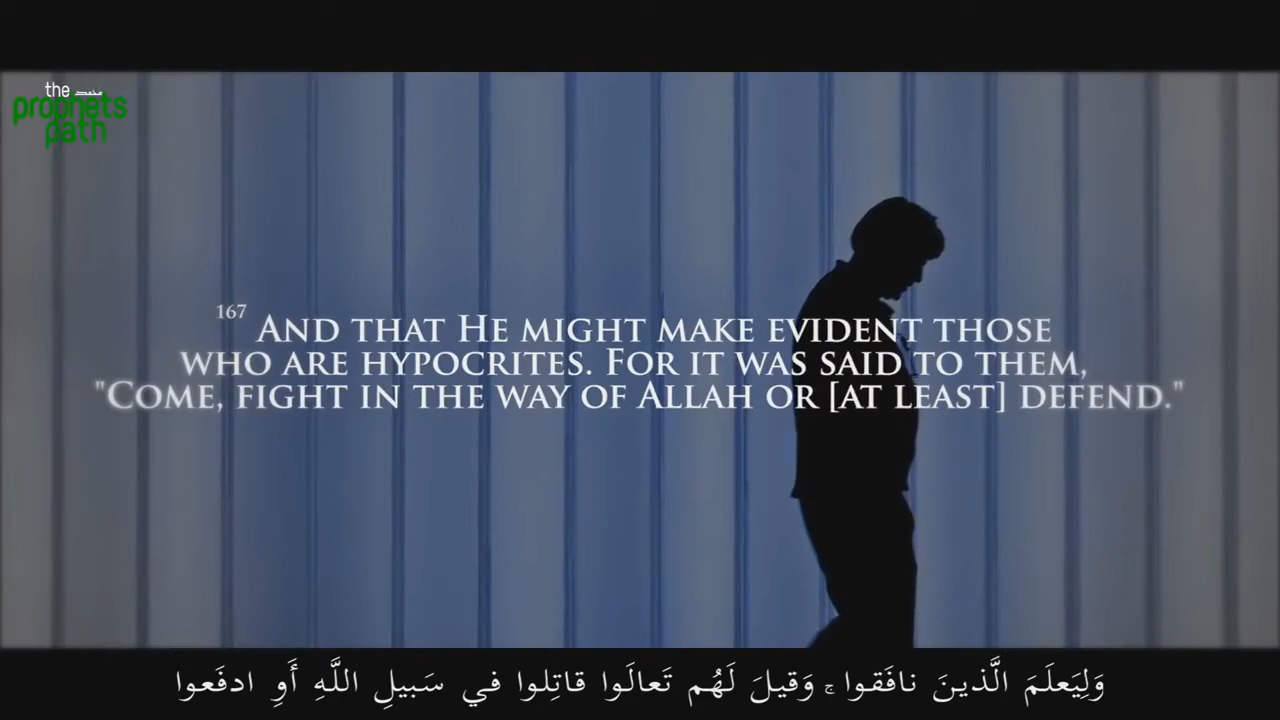 the
prophets
path
167 And that He might make evident those
who are hypocrites. For it was said to them,
"Come, fight in the way of Allah or [at least] defend."
وَلِيَعلَمَ الَّذينَ نافَقوا ۚ وَقيلَ لَهُم تَعالَوا قاتِلوا في سَبيلِ اللَّهِ أَوِ ادفَعوا